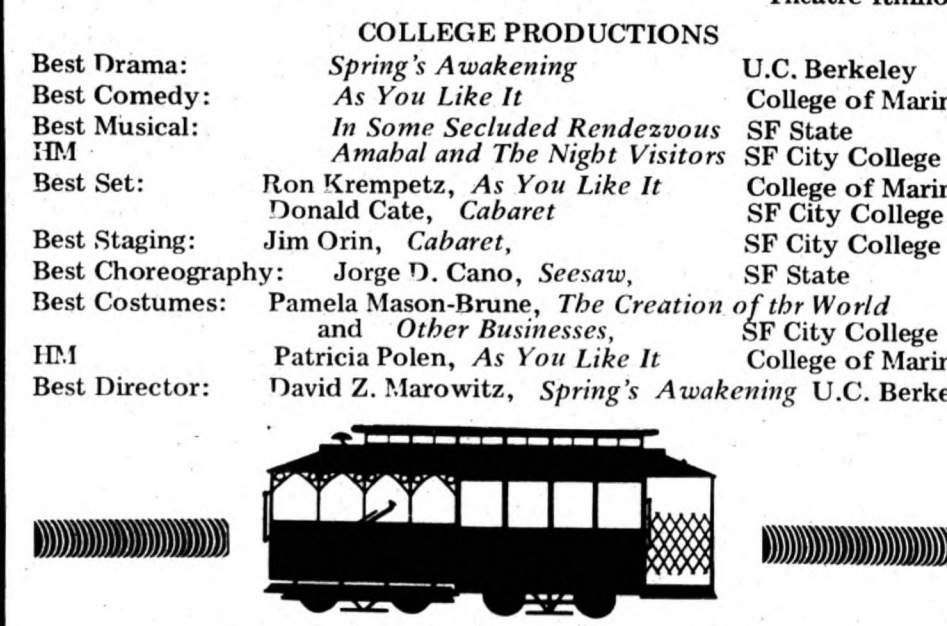 COLLEGE PRODUCTIONS
Best Drama: Spring's Awakening U.C. Berkeley
Best Comedy: As You Like It College of Marin
Best Musical: In Some Secluded Rendezvous SF State
HM Amahal and The Night Visitors SF City College
Best Set: Ron Krempetz, As You Like It College of Marin
Donald Cate, Cabaret SF City College
Best Staging: Jim Orin, Cabaret, SF City College
Best Choreography: Jorge D. Cano, Seesaw, SF State
Best Costumes: Pamela Mason-Brune, The Creation of thr World
and Other Businesses, SF City College
HM Patricia Polen, As You Like It College of Marin
Best Director: David Z. Marowitz, Spring's Awakening U.C. Berke